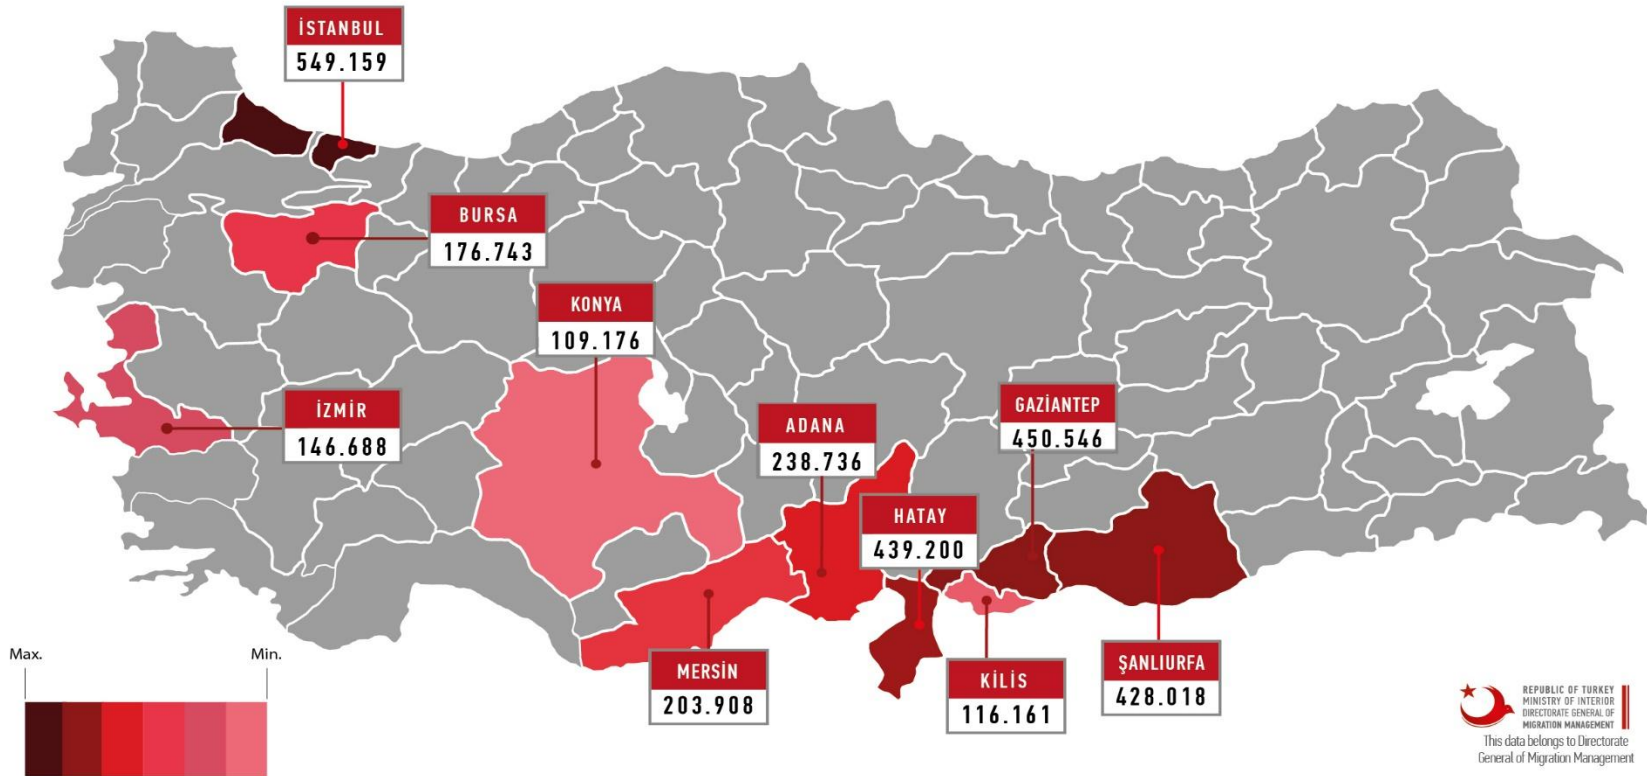 İSTANBUL
549.159
BURSA
176.743
KONYA
109.176
İZMİR
146.688
ADANA
238.736
GAZİANTEP
450.546
HATAY
439.200
MERSİN
203.908
KİLİS
116.161
ŞANLIURFA
428.018
Max.
Min.
REPUBLIC OF TURKEY
MINISTRY OF INTERIOR
DIRECTORATE GENERAL OF
MIGRATION MANAGEMENT
This data belongs to Directorate
General of Migration Management